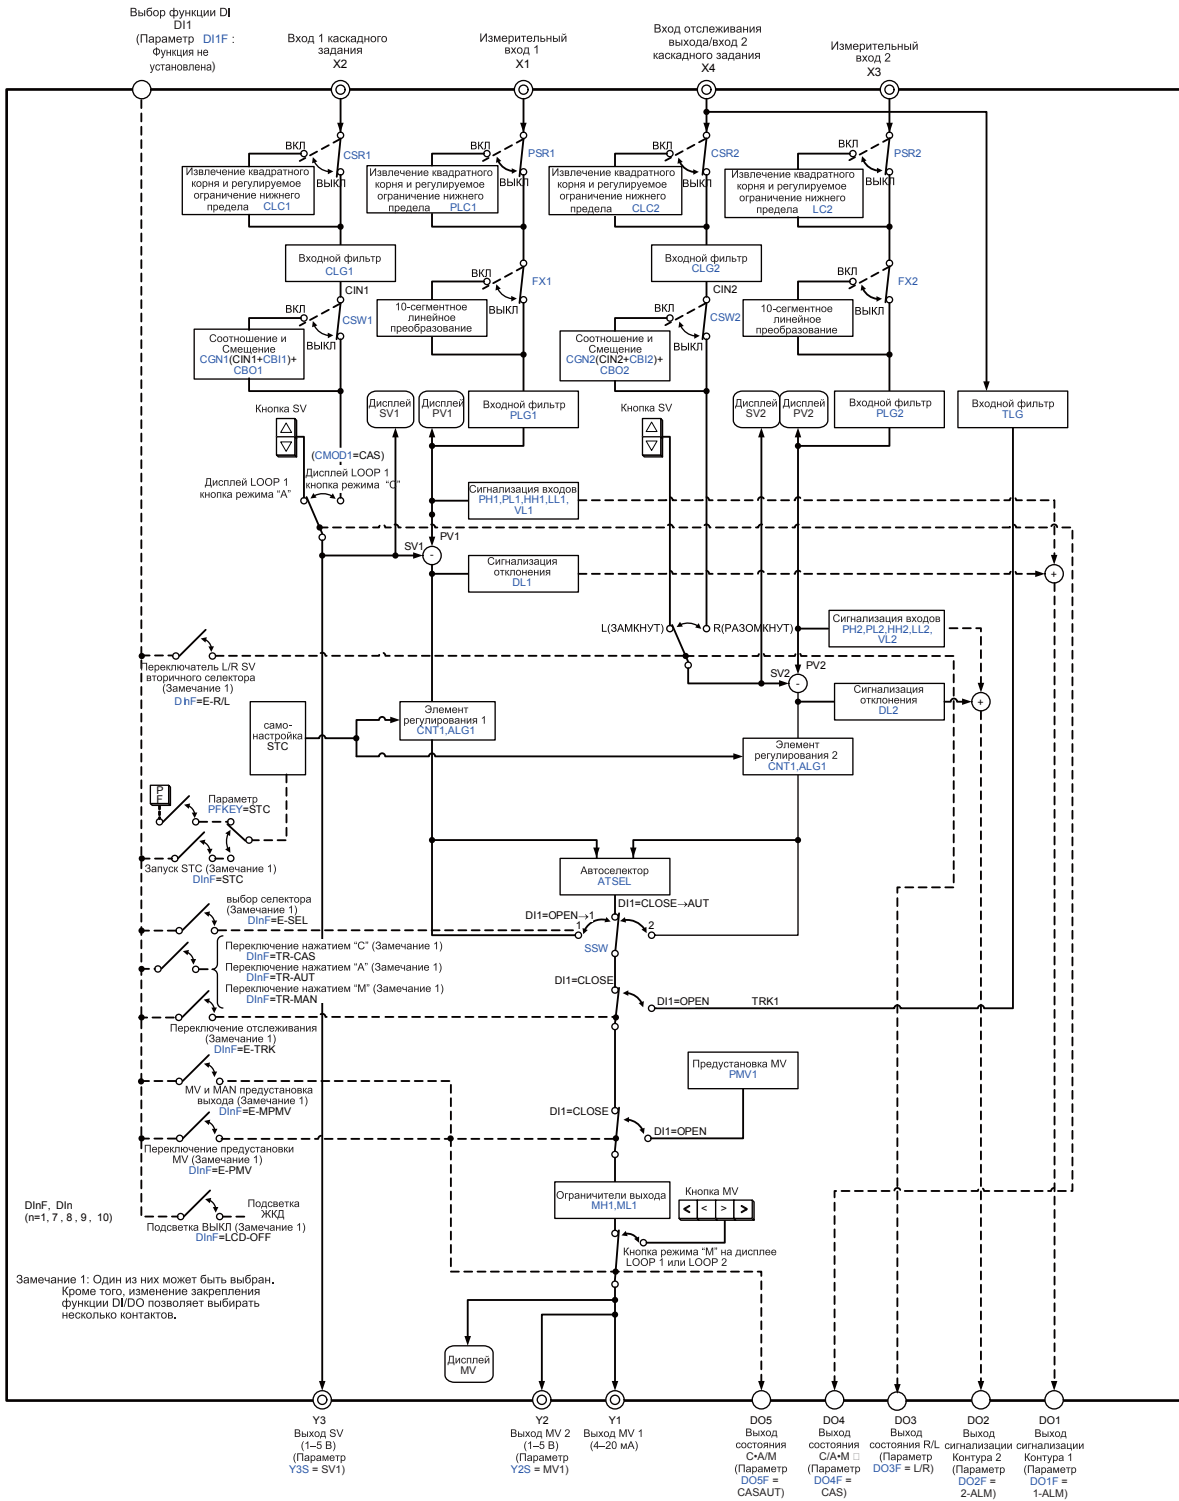 Выбор функции DI
DI1
(Параметр DI1F :
Функция не
установлена)
Вход 1 каскадного
задания
X2
Измерительный
вход 1
X1
Вход отслеживания
выхода/вход 2
каскадного задания
X4
Измерительный
вход 2
X3
ВКЛ
CSR1
ВЫКЛ
Извлечение квадратного
корня и регулируемое
ограничение нижнего
предела CLC1
ВКЛ
PSR1
ВЫКЛ
Извлечение квадратного
корня и регулируемое
ограничение нижнего
предела PLC1
ВКЛ
CSR2
ВЫКЛ
Извлечение квадратного
корня и регулируемое
ограничение нижнего
предела CLC2
ВКЛ
PSR2
ВЫКЛ
Извлечение квадратного
корня и регулируемое
ограничение нижнего
предела LC2
Входной фильтр
CLG1
CIN1
ВКЛ
CSW1
ВЫКЛ
Соотношение и
Смещение
CGN1(CIN1+CBI1)+
CBO1
ВКЛ
FX1
ВЫКЛ
10-сегментное
линейное
преобразование
Входной фильтр
CLG2
CIN2
ВКЛ
CSW2
ВЫКЛ
Соотношение и
Смещение
CGN2(CIN2+CBI2)+
CBO2
ВКЛ
FX2
ВЫКЛ
10-сегментное
линейное
преобразование
Кнопка SV
Дисплей
SV1
Дисплей
PV1
Входной фильтр
PLG1
Кнопка SV
Дисплей
SV2
Дисплей
PV2
Входной фильтр
PLG2
Входной фильтр
TLG
(CMOD1=CAS)
Дисплей LOOP 1
кнопка режима "C"
Дисплей LOOP 1
кнопка режима "A"
Сигнализация входов
PH1,PL1,HH1,LL1,
VL1
SV1
PV1
-
Сигнализация
отклонения
DL1
+
L(ЗАМКНУТ)
R(РАЗОМКНУТ)
Сигнализация входов
PH2,PL2,HH2,LL2,
VL2
SV2
PV2
-
Сигнализация
отклонения
DL2
+
Переключатель L/R SV
вторичного селектора
(Замечание 1)
DInF=E-R/L
само-
настройка
STC
Элемент
регулирования 1
CNT1,ALG1
Элемент
регулирования 2
CNT1,ALG1
P
F
Параметр
PFKEY=STC
Запуск STC (Замечание 1)
DInF=STC
Автоселектор
ATSEL
выбор селектора
(Замечание 1)
DInF=E-SEL
DI1=OPEN→1
DI1=CLOSE→AUT
1
2
SSW
Переключение нажатием "C" (Замечание 1)
DInF=TR-CAS
Переключение нажатием "A" (Замечание 1)
DInF=TR-AUT
Переключение нажатием "M" (Замечание 1)
DInF=TR-MAN
DI1=CLOSE
DI1=OPEN
TRK1
Переключение отслеживания
(Замечание 1)
DInF=E-TRK
MV и MAN предустановка
выхода (Замечание 1)
DInF=E-MPMV
Предустановка MV
PMV1
DI1=CLOSE
DI1=OPEN
Переключение предустановки
MV (Замечание 1)
DInF=E-PMV
Ограничители выхода
MH1,ML1
Кнопка MV
< < > >
DInF, DIn
(n=1, 7 , 8 , 9 , 10)
Подсветка
ЖКД
Подсветка ВЫКЛ (Замечание 1)
DInF=LCD-OFF
Кнопка режима "M" на дисплее
LOOP 1 или LOOP 2
Замечание 1: Один из них может быть выбран.
Кроме того, изменение закрепления
функции DI/DO позволяет выбирать
несколько контактов.
Дисплей
MV
Y3
Выход SV
(1–5 В)
(Параметр
Y3S = SV1)
Y2
Выход MV 2
(1–5 В)
(Параметр
Y2S = MV1)
Y1
Выход MV 1
(4–20 мА)
DO5
Выход
состояния
C•A/M
(Параметр
DO5F =
CASAUT)
DO4
Выход
состояния
C/A•M □
(Параметр
DO4F =
CAS)
DO3
Выход
состояния R/L
(Параметр
DO3F = L/R)
DO2
Выход
сигнализации
Контура 2
(Параметр
DO2F =
2-ALM)
DO1
Выход
сигнализации
Контура 1
(Параметр
DO1F =
1-ALM)